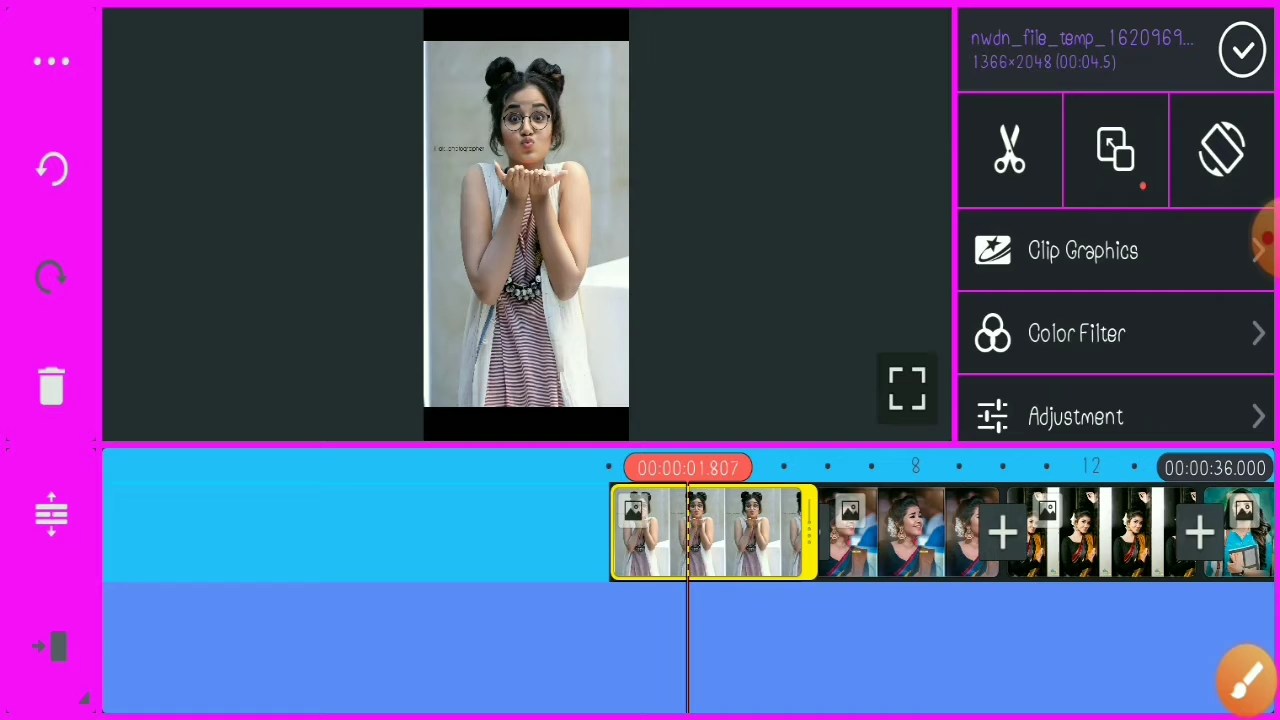 nwdn_file_temp_1620969...
1366×2048 (00:04.5)
Clip Graphics
Color Filter
Adjustment
00:00:01.807
8
12
00:00:36.000